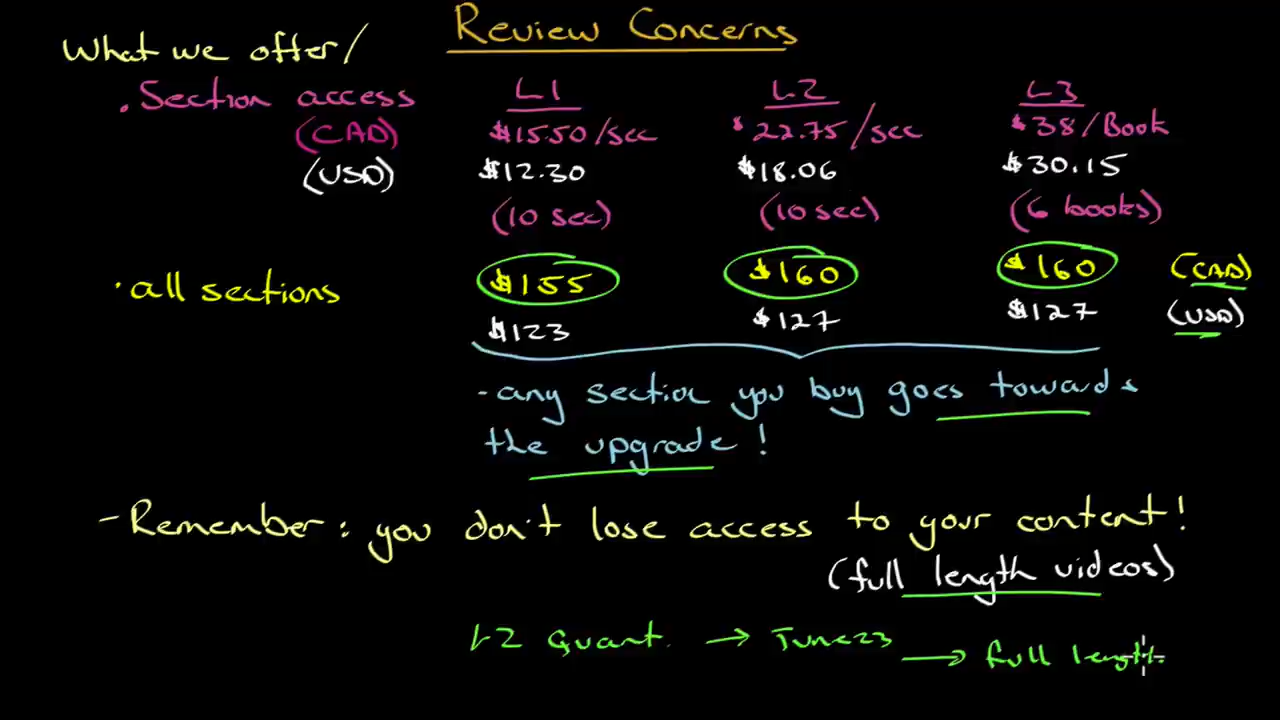 Review Concerns
What we offer/
. Section access L1 L2 L3
(CAD) $15.50/sec $22.75/sec $38/Book
(USD) $12.30 $18.06 $30.15
(10 sec) (10 sec) (6 books)
· all sections $155 $160 $160 (CAD)
$123 $127 $127 (USD)
- any section you buy goes towards
the upgrade!
- Remember: you don't lose access to your content!
(full length videos)
L2 Quant. → June23 → full length.